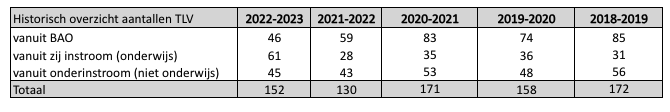 Historisch overzicht aantallen TLV 2022-2023 2021-2022 2020-2021 2019-2020 2018-2019
vanuit BAO 46 59 83 74 85
vanuit zij instroom (onderwijs) 61 28 35 36 31
vanuit onderinstroom (niet onderwijs) 45 43 53 48 56
Totaal 152 130 171 158 172